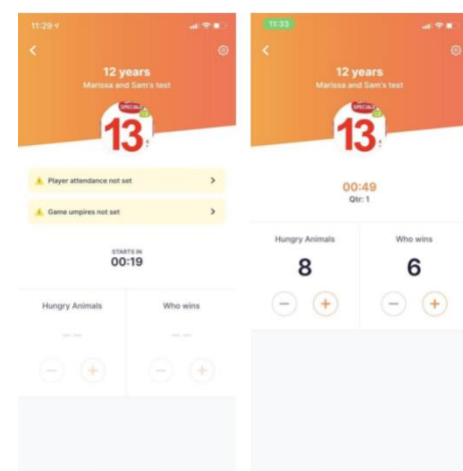 11:29
12 years
Marissa and Sam's test
SPECIALS
13
Player attendance not set
Game umpires not set
STARTS IN
00:19
Hungry Animals
Who wins
11:33
12 years
Marissa and Sam's test
SPECIALS
13
00:49
Qtr: 1
Hungry Animals
Who wins
8
6